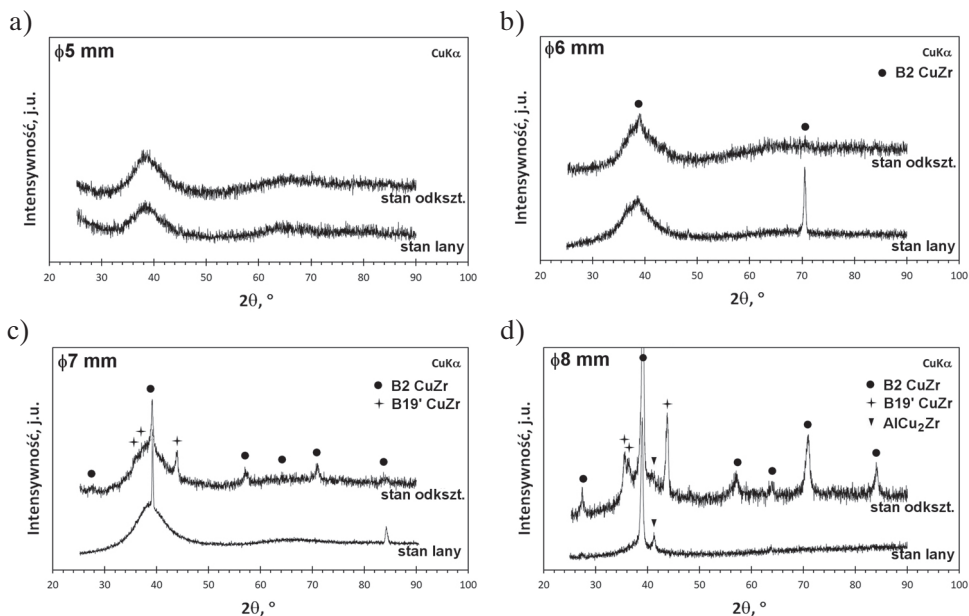 a)
ϕ5 mm
CuKα
Intensywność, j.u.
stan odkszt.
stan lany
20 30 40 50 60 70 80 90 100
2θ, °
b)
ϕ6 mm
CuKα
● B2 CuZr
Intensywność, j.u.
stan odkszt.
stan lany
20 30 40 50 60 70 80 90 100
2θ, °
c)
ϕ7 mm
CuKα
● B2 CuZr
✦ B19' CuZr
Intensywność, j.u.
stan odkszt.
stan lany
20 30 40 50 60 70 80 90 100
2θ, °
d)
ϕ8 mm
CuKα
● B2 CuZr
✦ B19' CuZr
▼ AlCu₂Zr
Intensywność, j.u.
stan odkszt.
stan lany
20 30 40 50 60 70 80 90 100
2θ, °